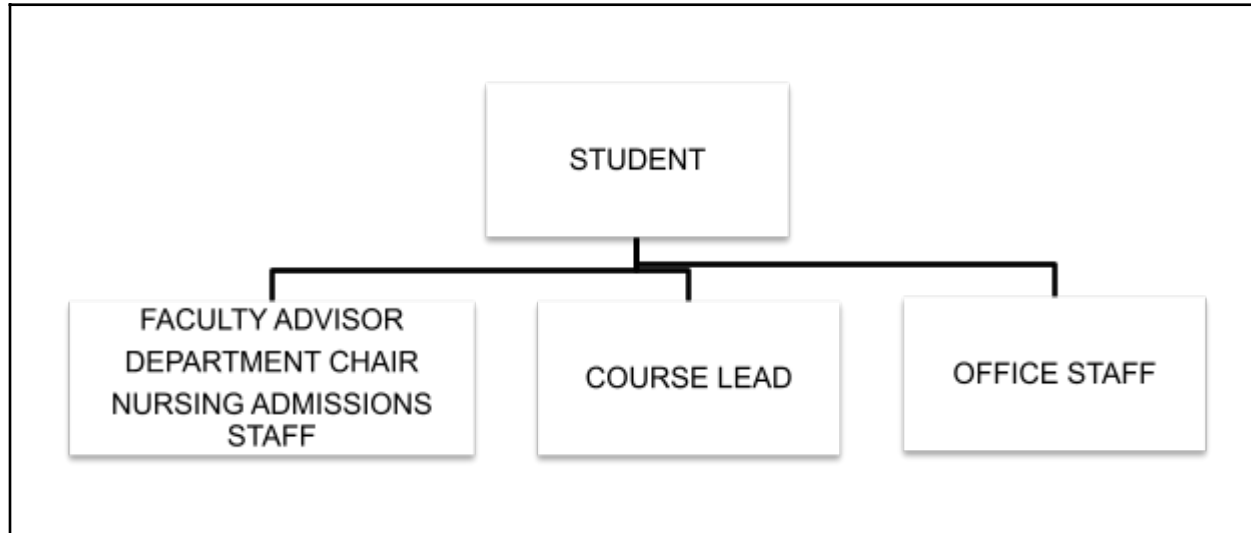 STUDENT
FACULTY ADVISOR
DEPARTMENT CHAIR
NURSING ADMISSIONS
STAFF
COURSE LEAD
OFFICE STAFF